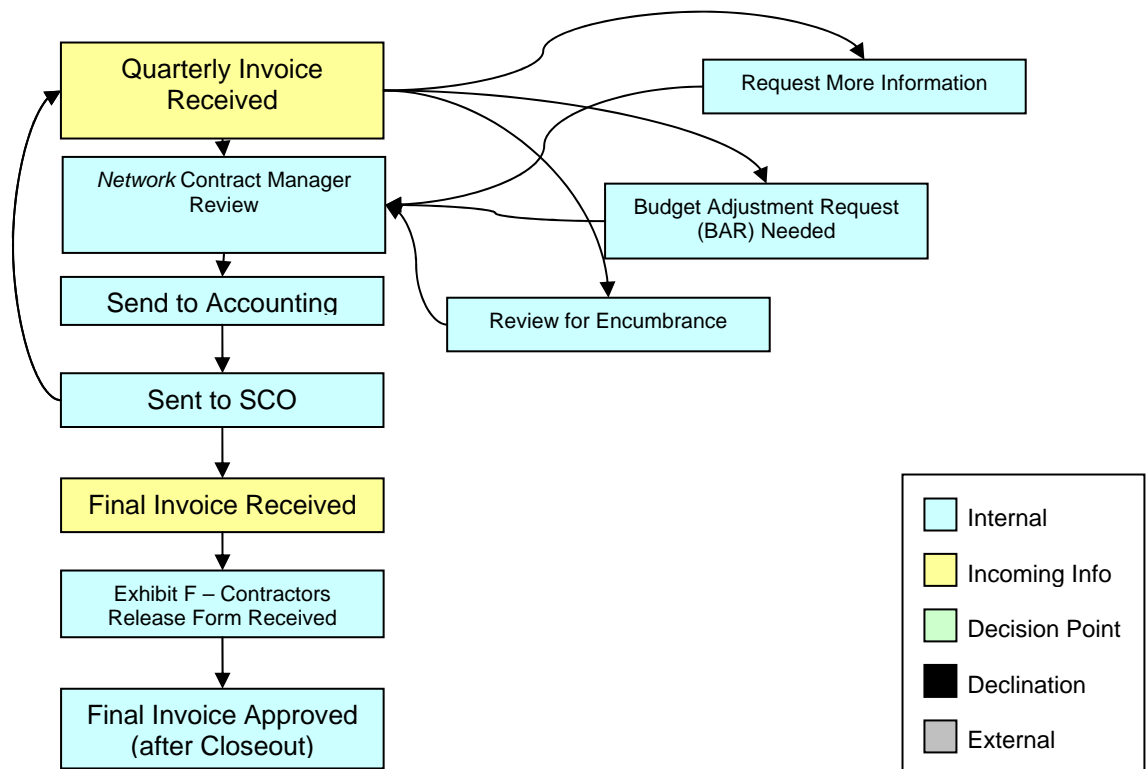 Quarterly Invoice
Received
Request More Information
Network Contract Manager
Review
Budget Adjustment Request
(BAR) Needed
Send to Accounting
Review for Encumbrance
Sent to SCO
Final Invoice Received
Exhibit F – Contractors
Release Form Received
Final Invoice Approved
(after Closeout)
Internal
Incoming Info
Decision Point
Declination
External